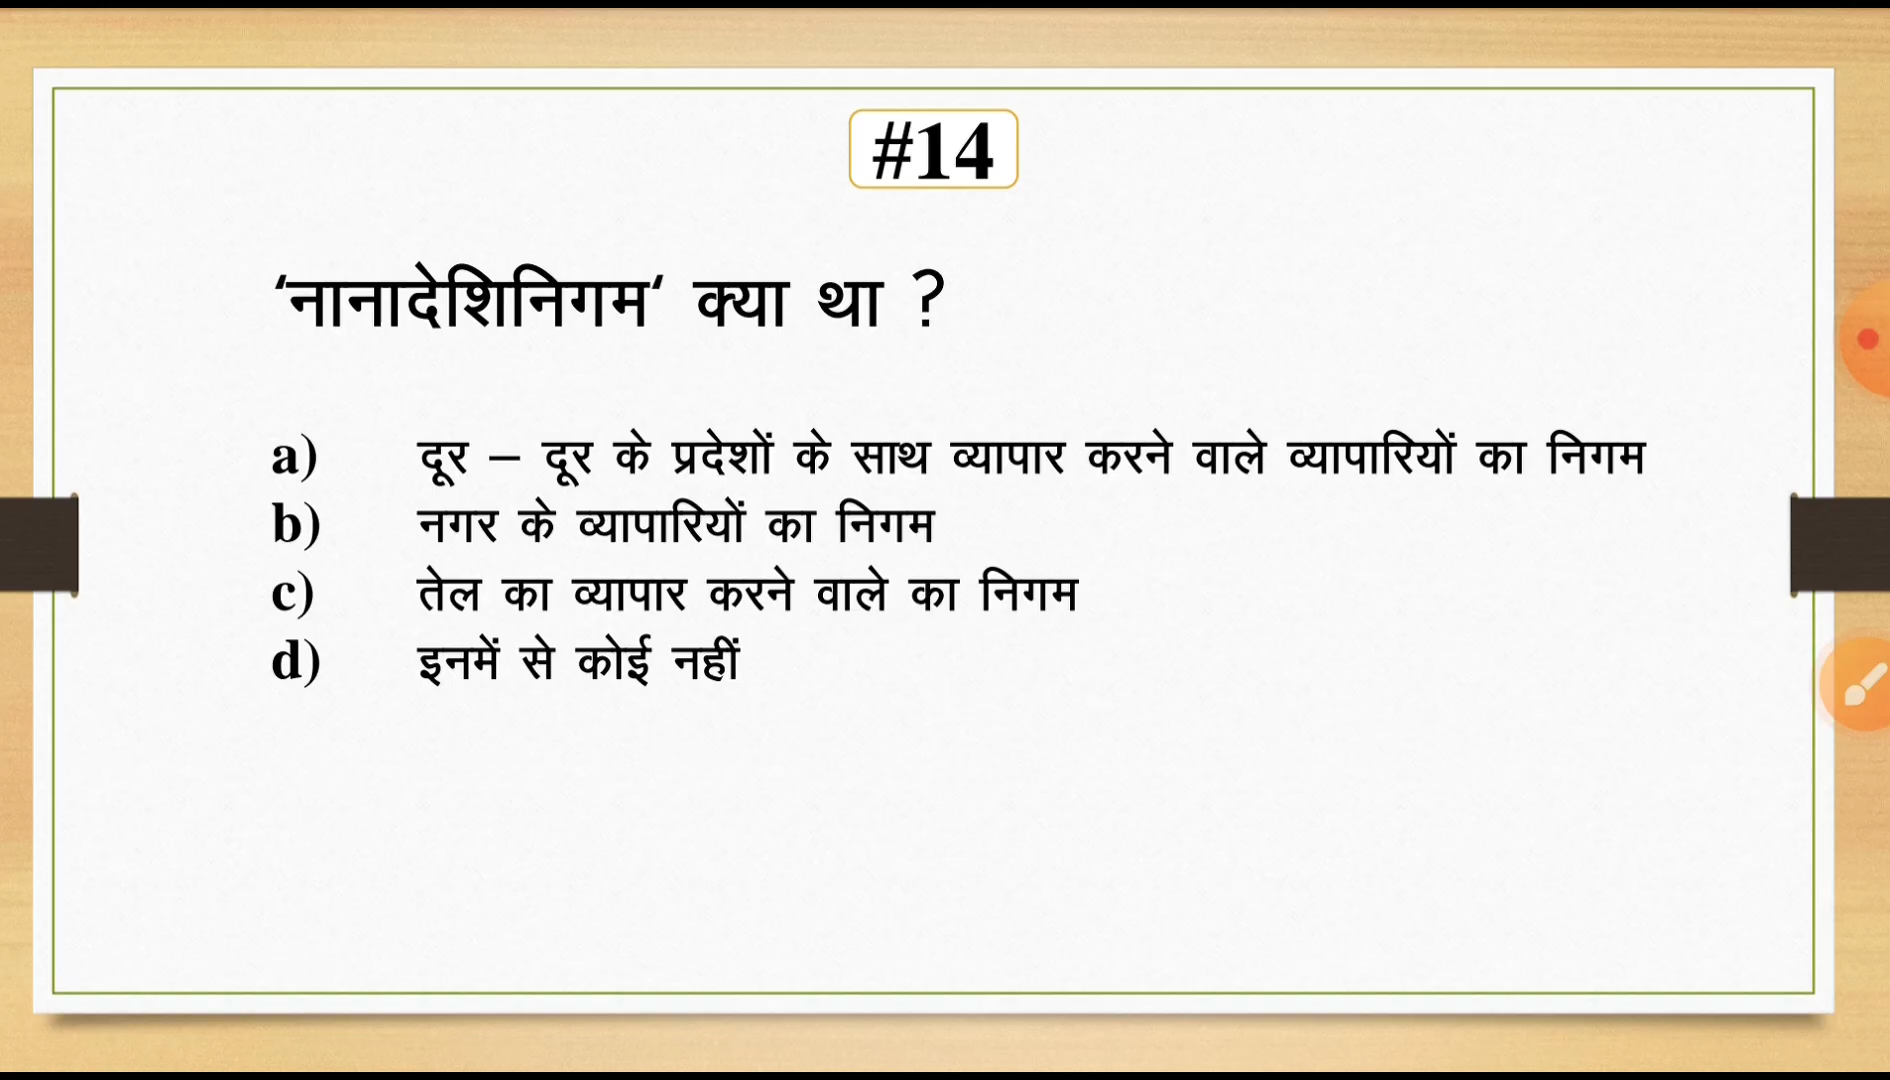 #14
‘नानादेशिनिगम‘ क्या था ?
a) दूर – दूर के प्रदेशों के साथ व्यापार करने वाले व्यापारियों का निगम
b) नगर के व्यापारियों का निगम
c) तेल का व्यापार करने वाले का निगम
d) इनमें से कोई नहीं